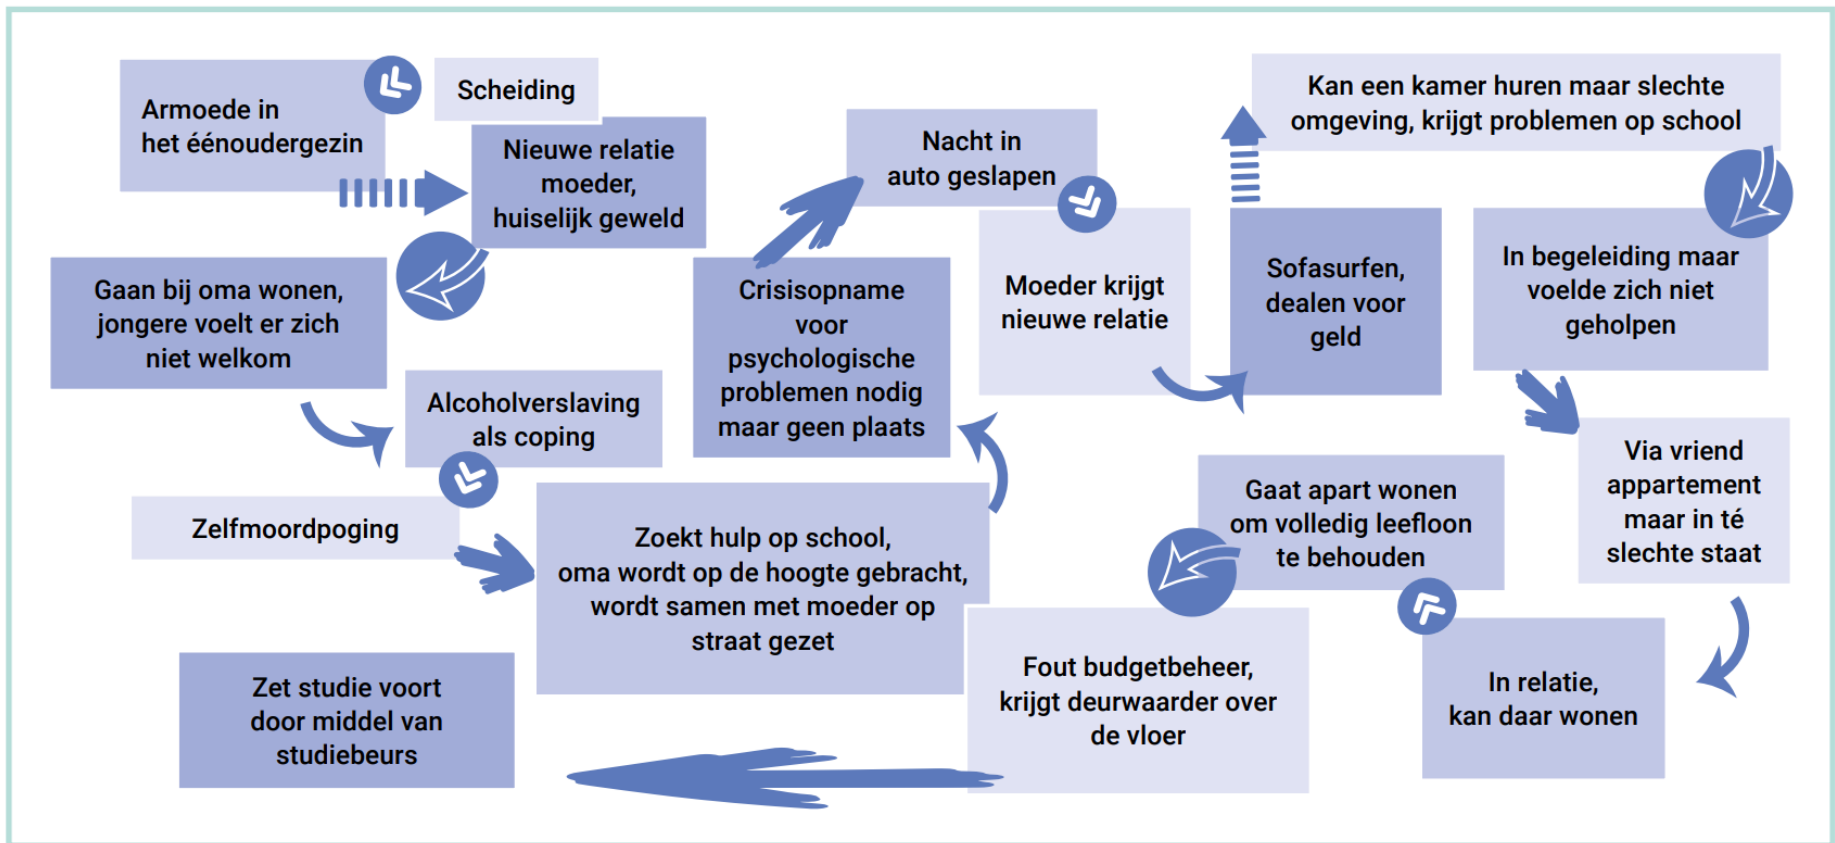 Scheiding
Armoede in
het éénoudergezin
Nieuwe relatie
moeder,
huiselijk geweld
Gaan bij oma wonen,
jongere voelt er zich
niet welkom
Alcoholverslaving
als coping
Zelfmoordpoging
Zoekt hulp op school,
oma wordt op de hoogte gebracht,
wordt samen met moeder op
straat gezet
Crisisopname
voor
psychologische
problemen nodig
maar geen plaats
Nacht in
auto geslapen
Moeder krijgt
nieuwe relatie
Sofasurfen,
dealen voor
geld
Kan een kamer huren maar slechte
omgeving, krijgt problemen op school
In begeleiding maar
voelde zich niet
geholpen
Via vriend
appartement
maar in té
slechte staat
In relatie,
kan daar wonen
Gaat apart wonen
om volledig leefloon
te behouden
Fout budgetbeheer,
krijgt deurwaarder over
de vloer
Zet studie voort
door middel van
studiebeurs